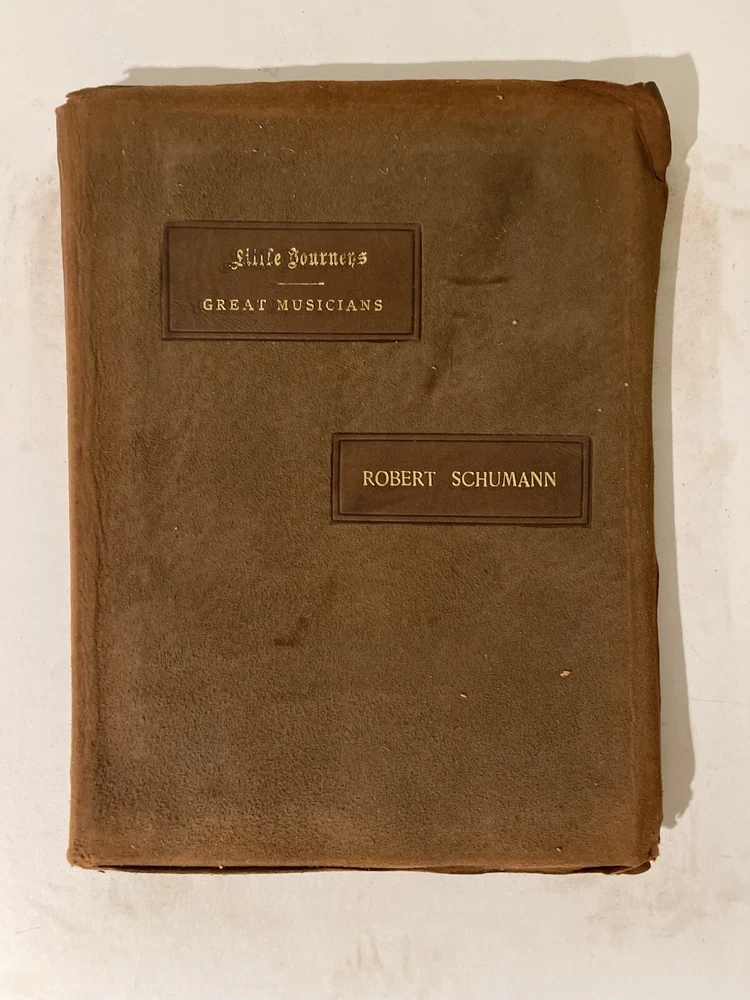 Little Journeys
GREAT MUSICIANS
ROBERT SCHUMANN